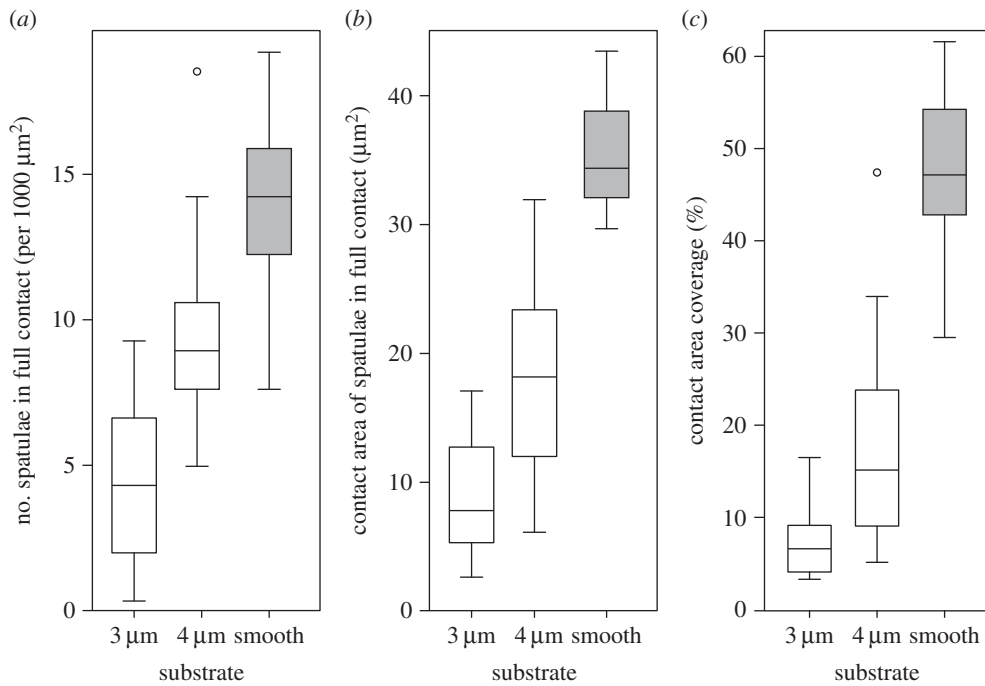 (a)
no. spatulae in full contact (per 1000 μm²)
15
10
5
0
3 μm 4 μm smooth
substrate
(b)
contact area of spatulae in full contact (μm²)
40
30
20
10
0
3 μm 4 μm smooth
substrate
(c)
contact area coverage (%)
60
50
40
30
20
10
0
3 μm 4 μm smooth
substrate